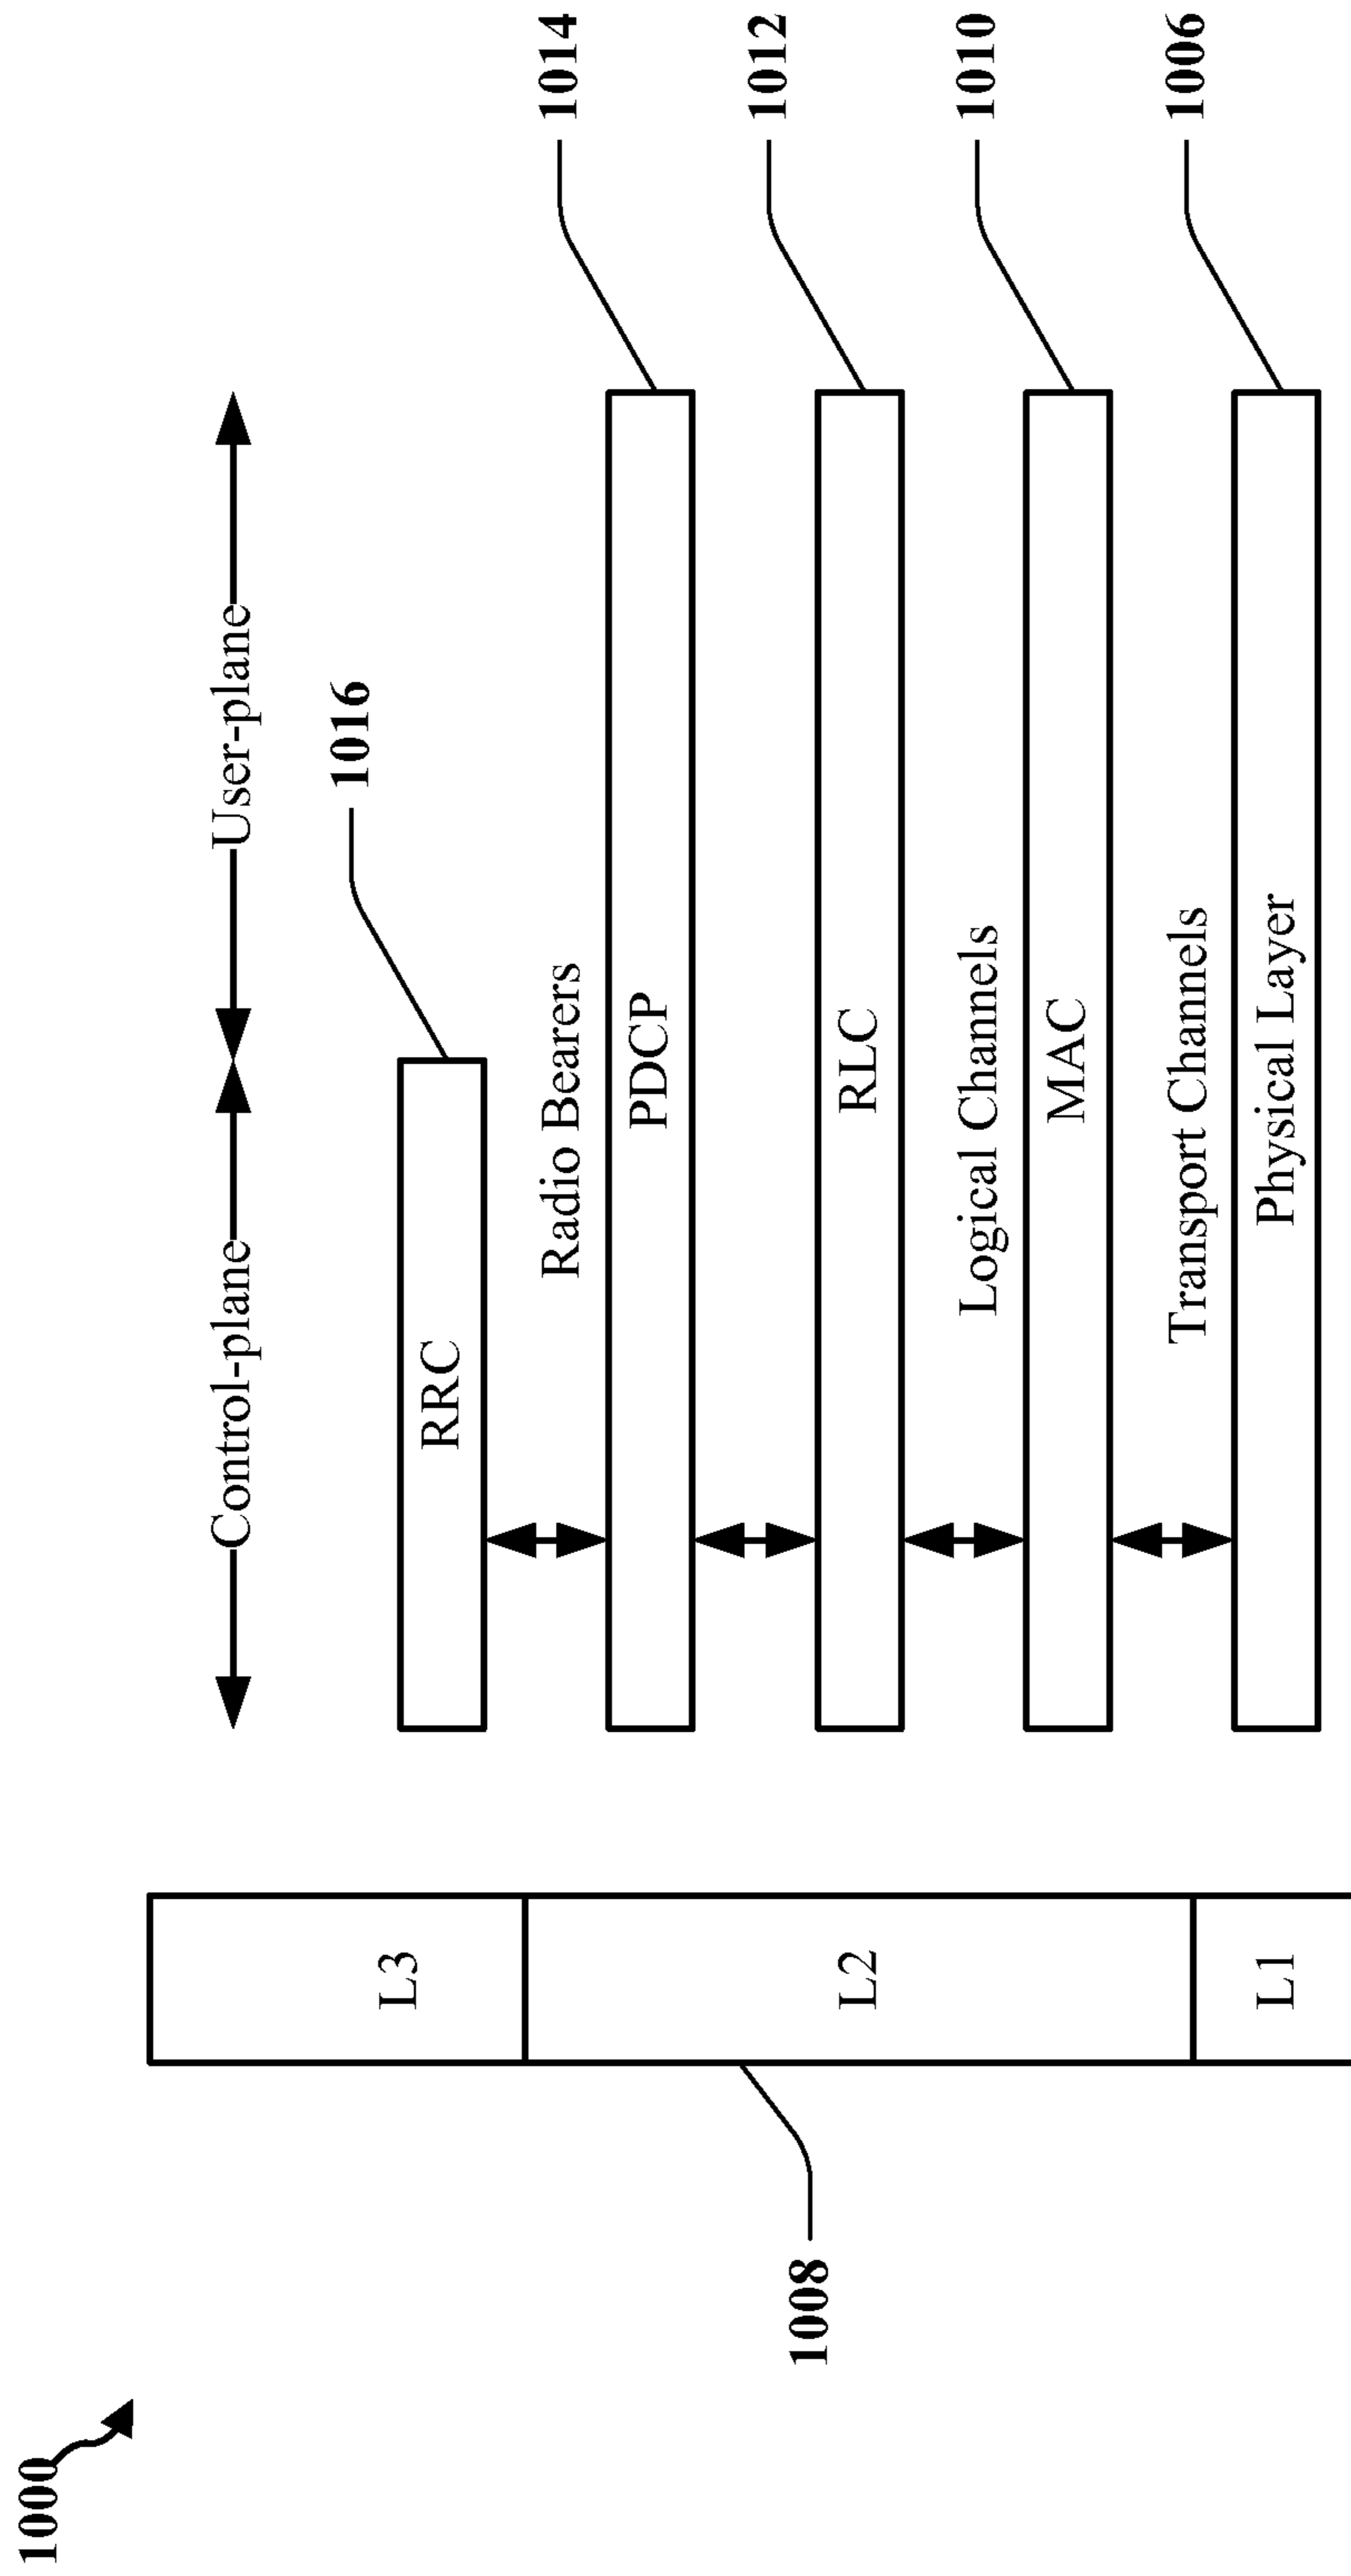 1000
Control-plane
User-plane
1016
L3
RRC
Radio Bearers
1014
PDCP
1008
L2
1012
RLC
Logical Channels
1010
MAC
Transport Channels
1006
L1
Physical Layer